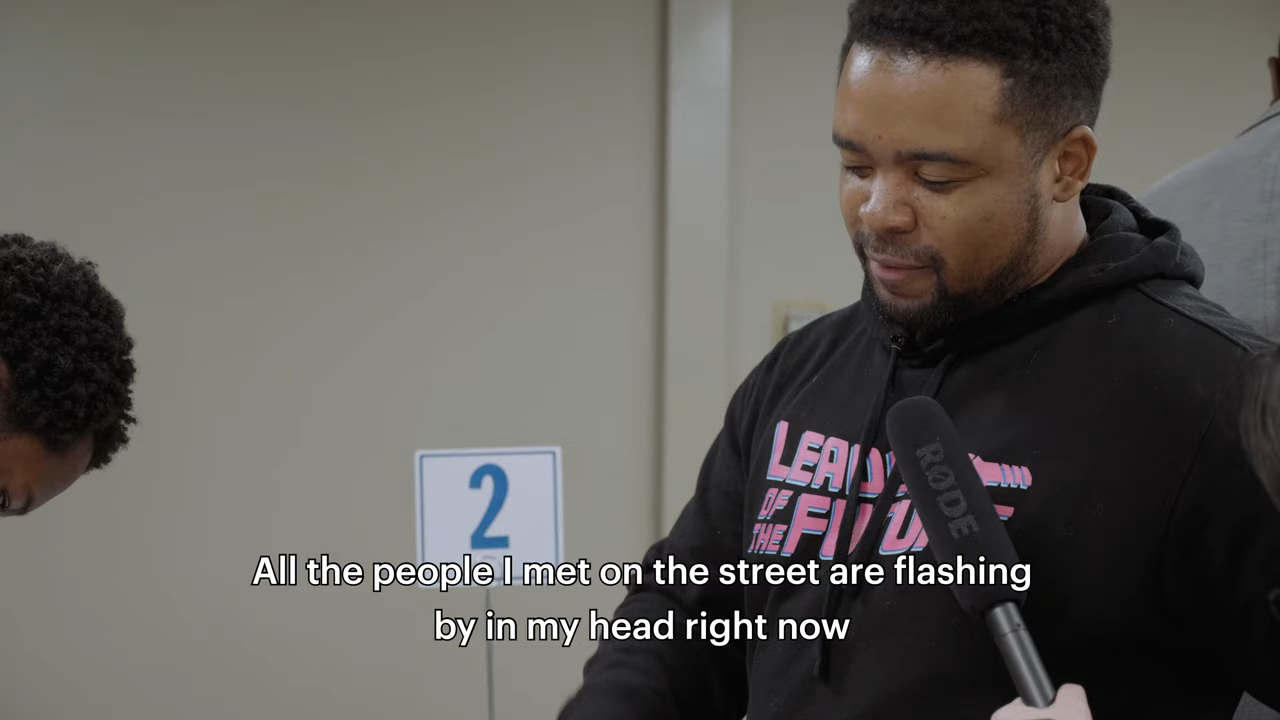 2
OF
THE
RØDE
All the people I met on the street are flashing
by in my head right now